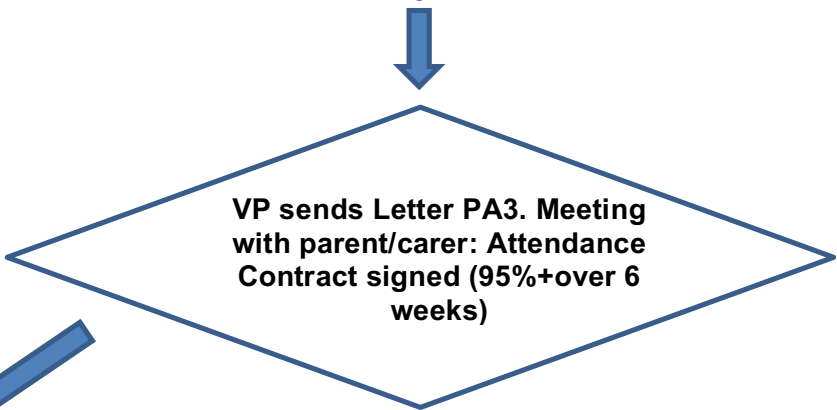 VP sends Letter PA3. Meeting
with parent/carer: Attendance
Contract signed (95%+over 6
weeks)